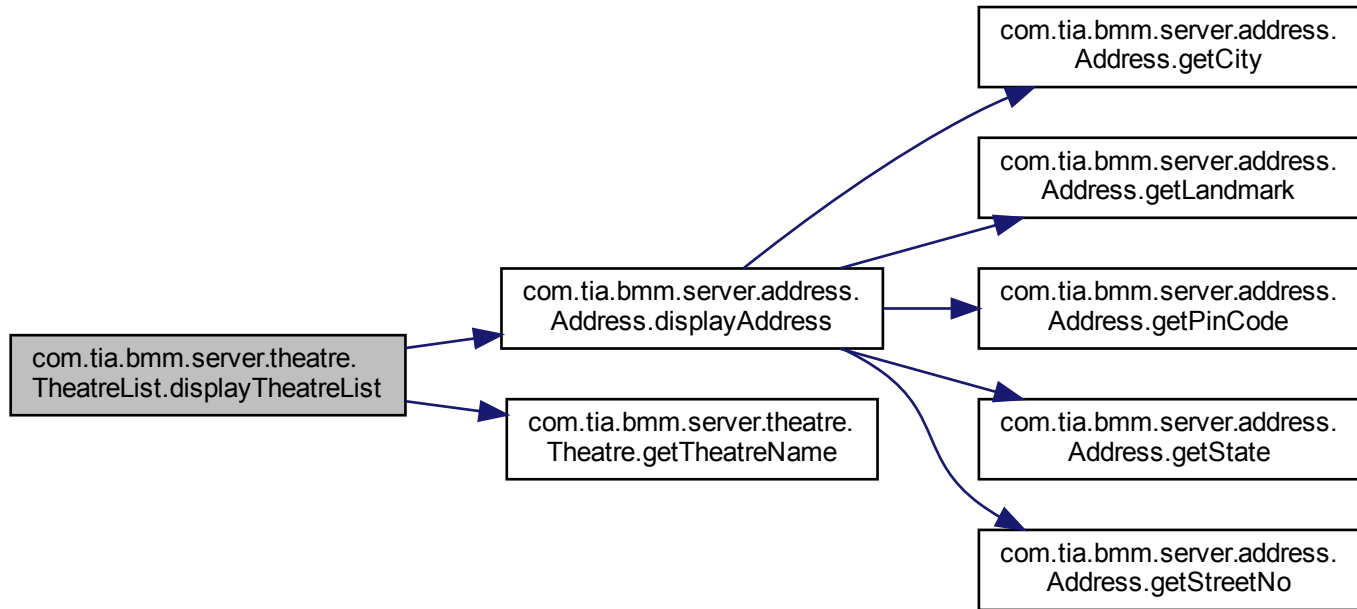 com.tia.bmm.server.theatre.
TheatreList.displayTheatreList
com.tia.bmm.server.address.
Address.displayAddress
com.tia.bmm.server.theatre.
Theatre.getTheatreName
com.tia.bmm.server.address.
Address.getCity
com.tia.bmm.server.address.
Address.getLandmark
com.tia.bmm.server.address.
Address.getPinCode
com.tia.bmm.server.address.
Address.getState
com.tia.bmm.server.address.
Address.getStreetNo